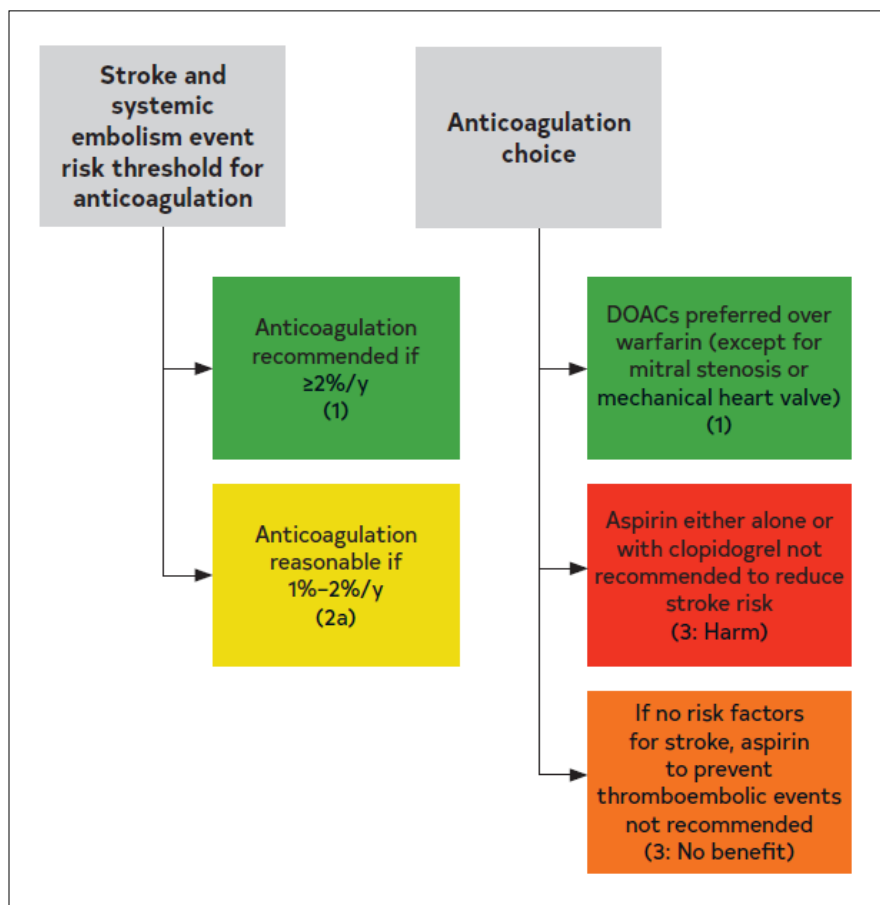 Stroke and
systemic
embolism event
risk threshold for
anticoagulation
Anticoagulation
recommended if
≥2%/y
(1)
Anticoagulation
reasonable if
1%–2%/y
(2a)
Anticoagulation
choice
DOACs preferred over
warfarin (except for
mitral stenosis or
mechanical heart valve)
(1)
Aspirin either alone or
with clopidogrel not
recommended to reduce
stroke risk
(3: Harm)
If no risk factors
for stroke, aspirin
to prevent
thromboembolic events
not recommended
(3: No benefit)